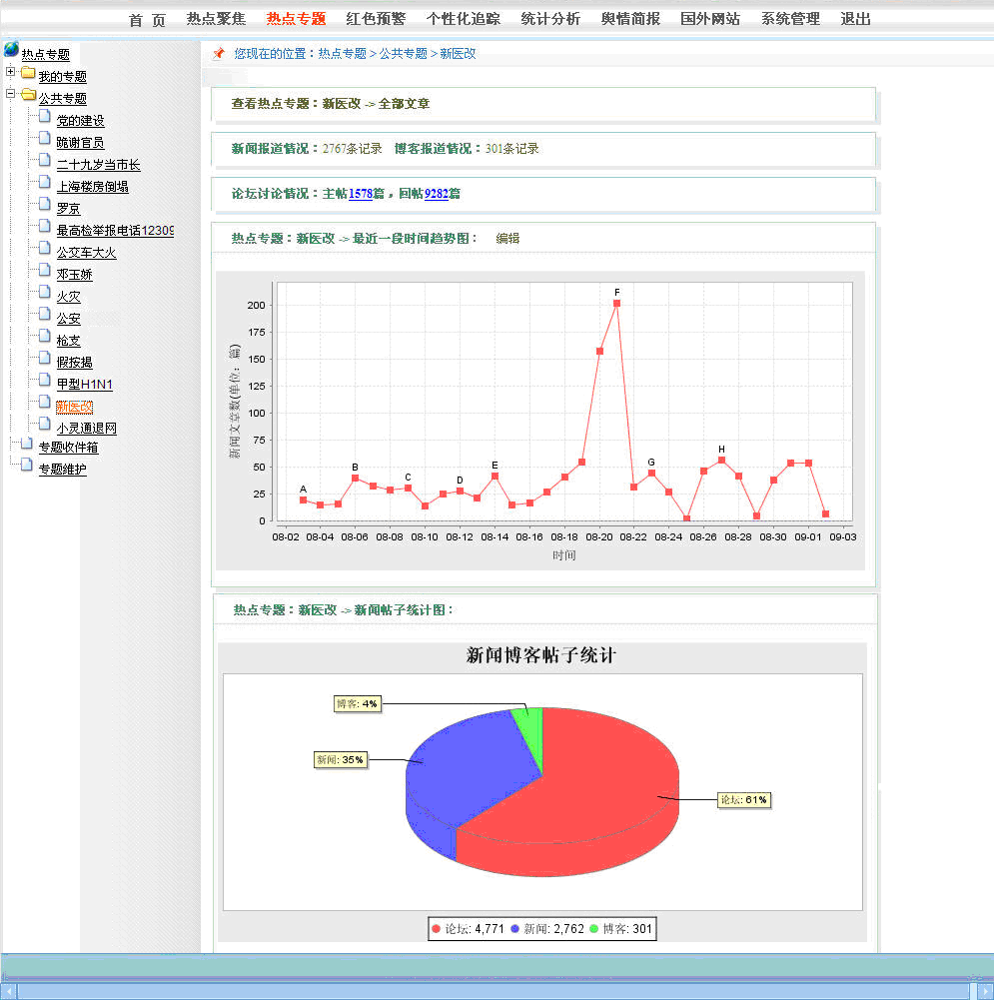 首 页 热点聚焦 热点专题 红色预警 个性化追踪 统计分析 舆情简报 国外网站 系统管理 退出
热点专题
我的专题
公共专题
党的建设
跪谢官员
二十九岁当市长
上海楼房倒塌
罗京
最高检举报电话12309
公交车大火
邓玉娇
火灾
公安
枪支
假按揭
甲型H1N1
新医改
小灵通退网
专题收件箱
专题维护
您现在的位置：热点专题 > 公共专题 > 新医改
查看热点专题：新医改 -> 全部文章
新闻报道情况：2767条记录 博客报道情况：301条记录
论坛讨论情况：主帖1578篇，回帖9282篇
热点专题：新医改 -> 最近一段时间趋势图： 编辑
新闻文章数(单位：篇)
200
175
150
125
100
75
50
25
0
A B C D E F G H
08-02 08-04 08-06 08-08 08-10 08-12 08-14 08-16 08-18 08-20 08-22 08-24 08-26 08-28 08-30 09-01 09-03
时间
热点专题：新医改 -> 新闻帖子统计图：
新闻博客帖子统计
博客: 4%
新闻: 35%
论坛: 61%
论坛: 4,771 新闻: 2,762 博客: 301